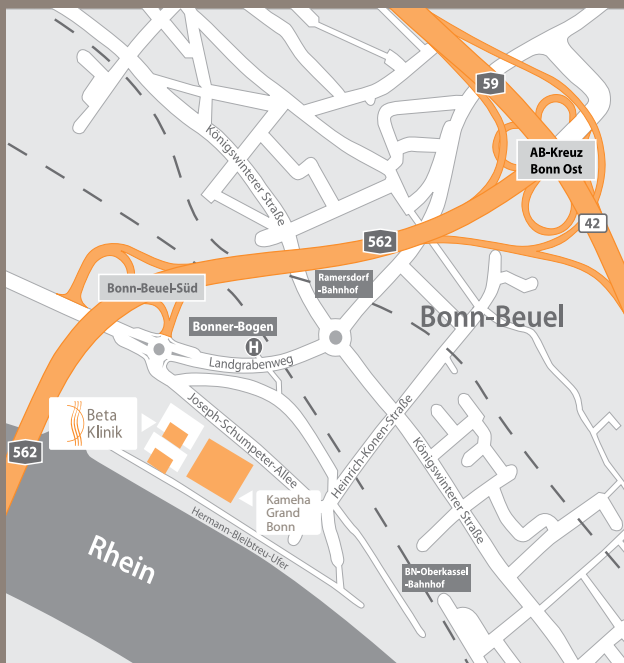 59
AB-Kreuz
Bonn Ost
42
Königswinterer Straße
562
Ramersdorf
-Bahnhof
Bonn-Beuel-Süd
Bonn-Beuel
Bonner-Bogen
H
Landgrabenweg
Joseph-Schumpeter-Allee
Beta
Klinik
562
Heinrich-Konen-Straße
Königswinterer Straße
Kameha
Grand
Bonn
Hermann-Bleibtreu-Ufer
Rhein
BN-Oberkassel
-Bahnhof